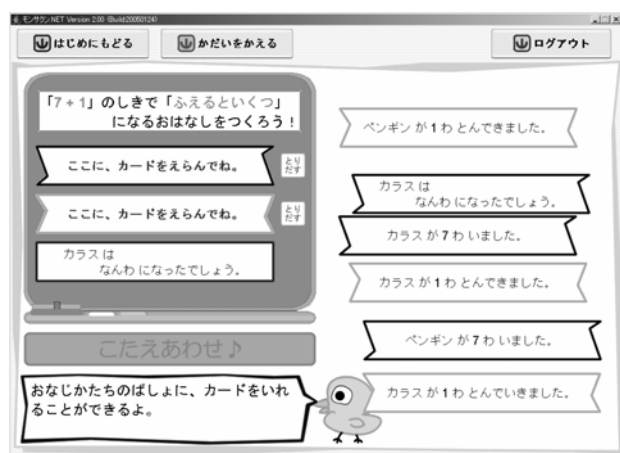 モンサクン.NET Version 2.00 (Build20050124)
はじめにもどる
かだいをかえる
ログアウト
「7 + 1」のしきで「ふえるといくつ」
になるおはなしをつくろう！
ここに、カードをえらんでね。
とり
だす
ここに、カードをえらんでね。
とり
だす
カラス は
なんわ になったでしょう。
こたえあわせ♪
おなじかたちのばしょに、カードをいれ
ることができるよ。
ペンギン が 1 わ とんできました。
カラス は
なんわ になったでしょう。
カラス が 7 わ いました。
カラス が 1 わ とんできました。
ペンギン が 7 わ いました。
カラス が 1 わ とんでいきました。